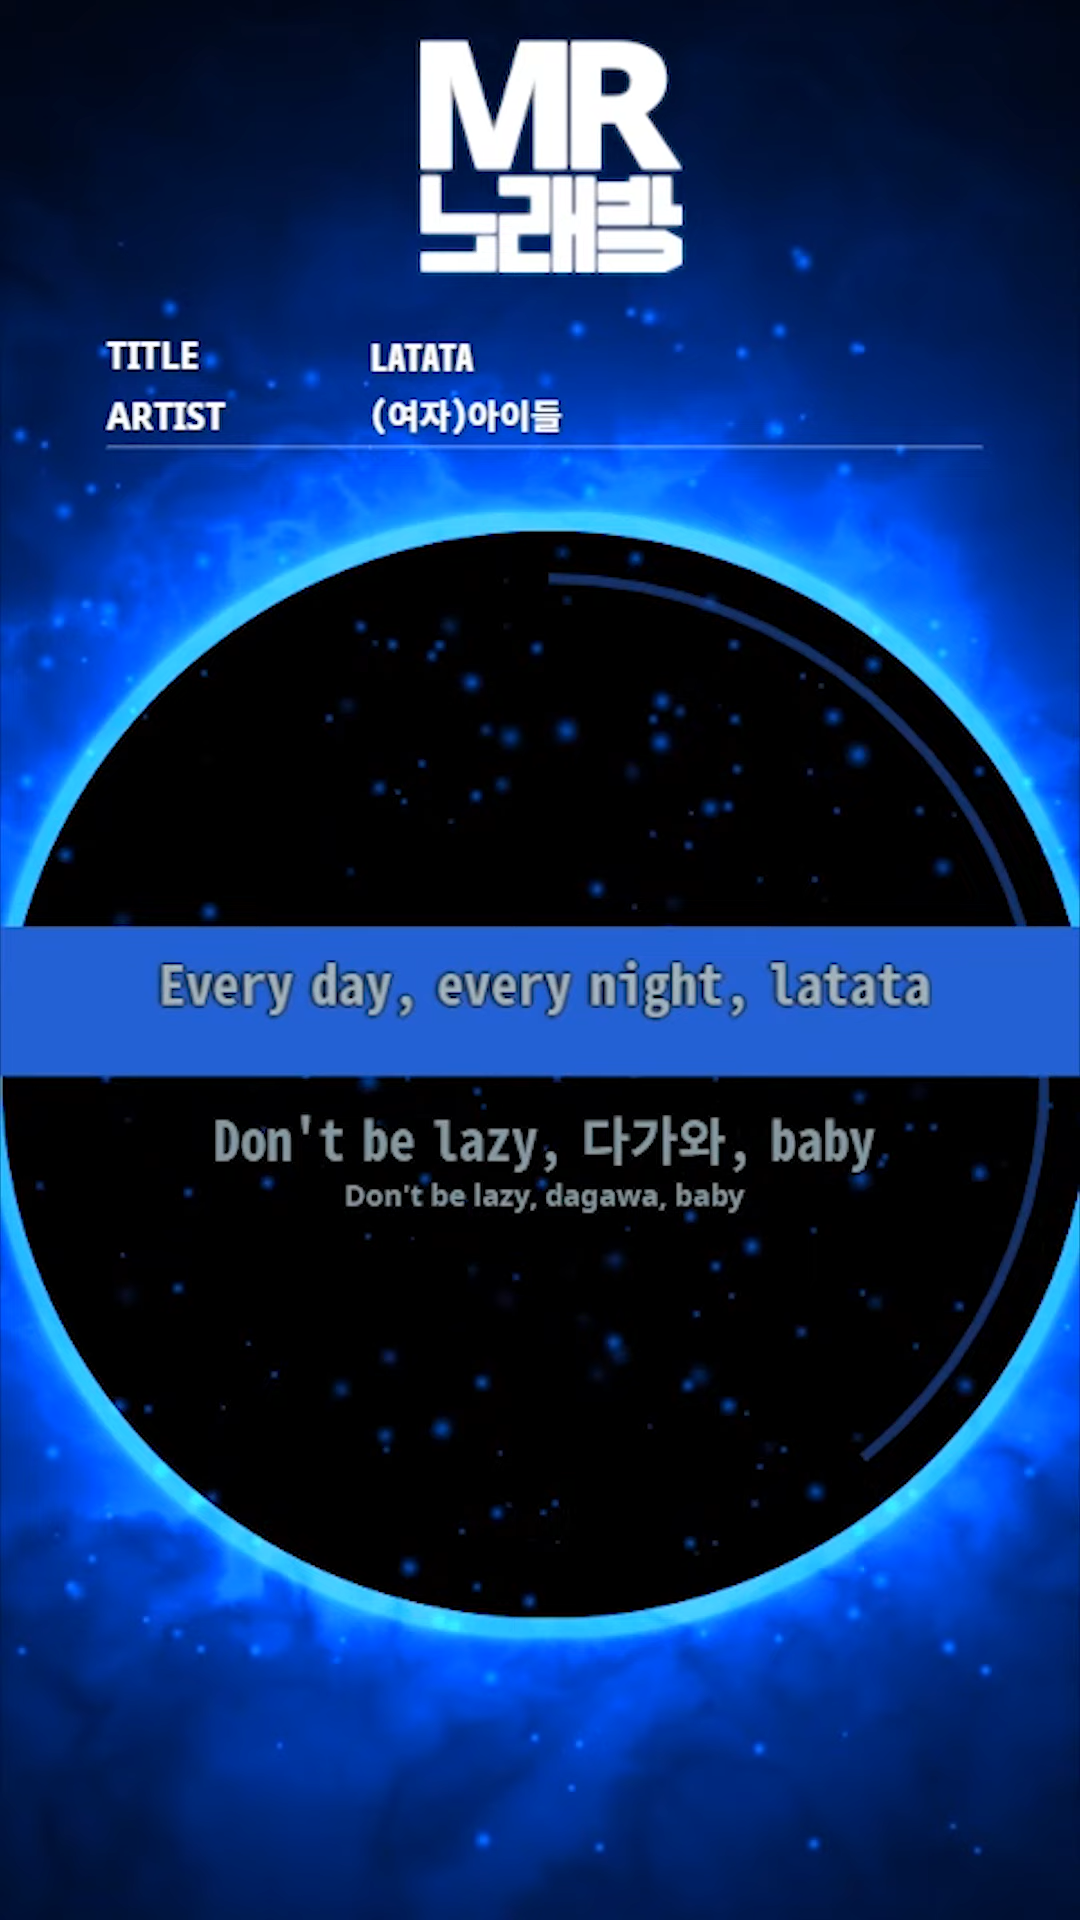 MR
노래방
TITLE LATATA
ARTIST (여자)아이들
Every day, every night, latata
Don't be lazy, 다가와, baby
Don't be lazy, dagawa, baby